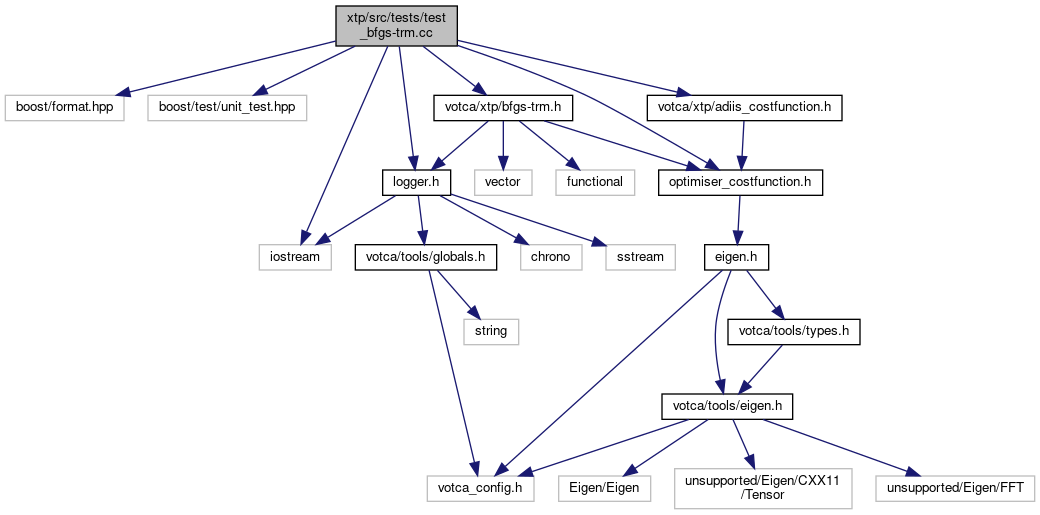 xtp/src/tests/test
_bfgs-trm.cc
boost/format.hpp
boost/test/unit_test.hpp
votca/xtp/bfgs-trm.h
votca/xtp/adiis_costfunction.h
logger.h
vector
functional
optimiser_costfunction.h
iostream
votca/tools/globals.h
chrono
sstream
eigen.h
string
votca/tools/types.h
votca/tools/eigen.h
votca_config.h
Eigen/Eigen
unsupported/Eigen/CXX11
/Tensor
unsupported/Eigen/FFT